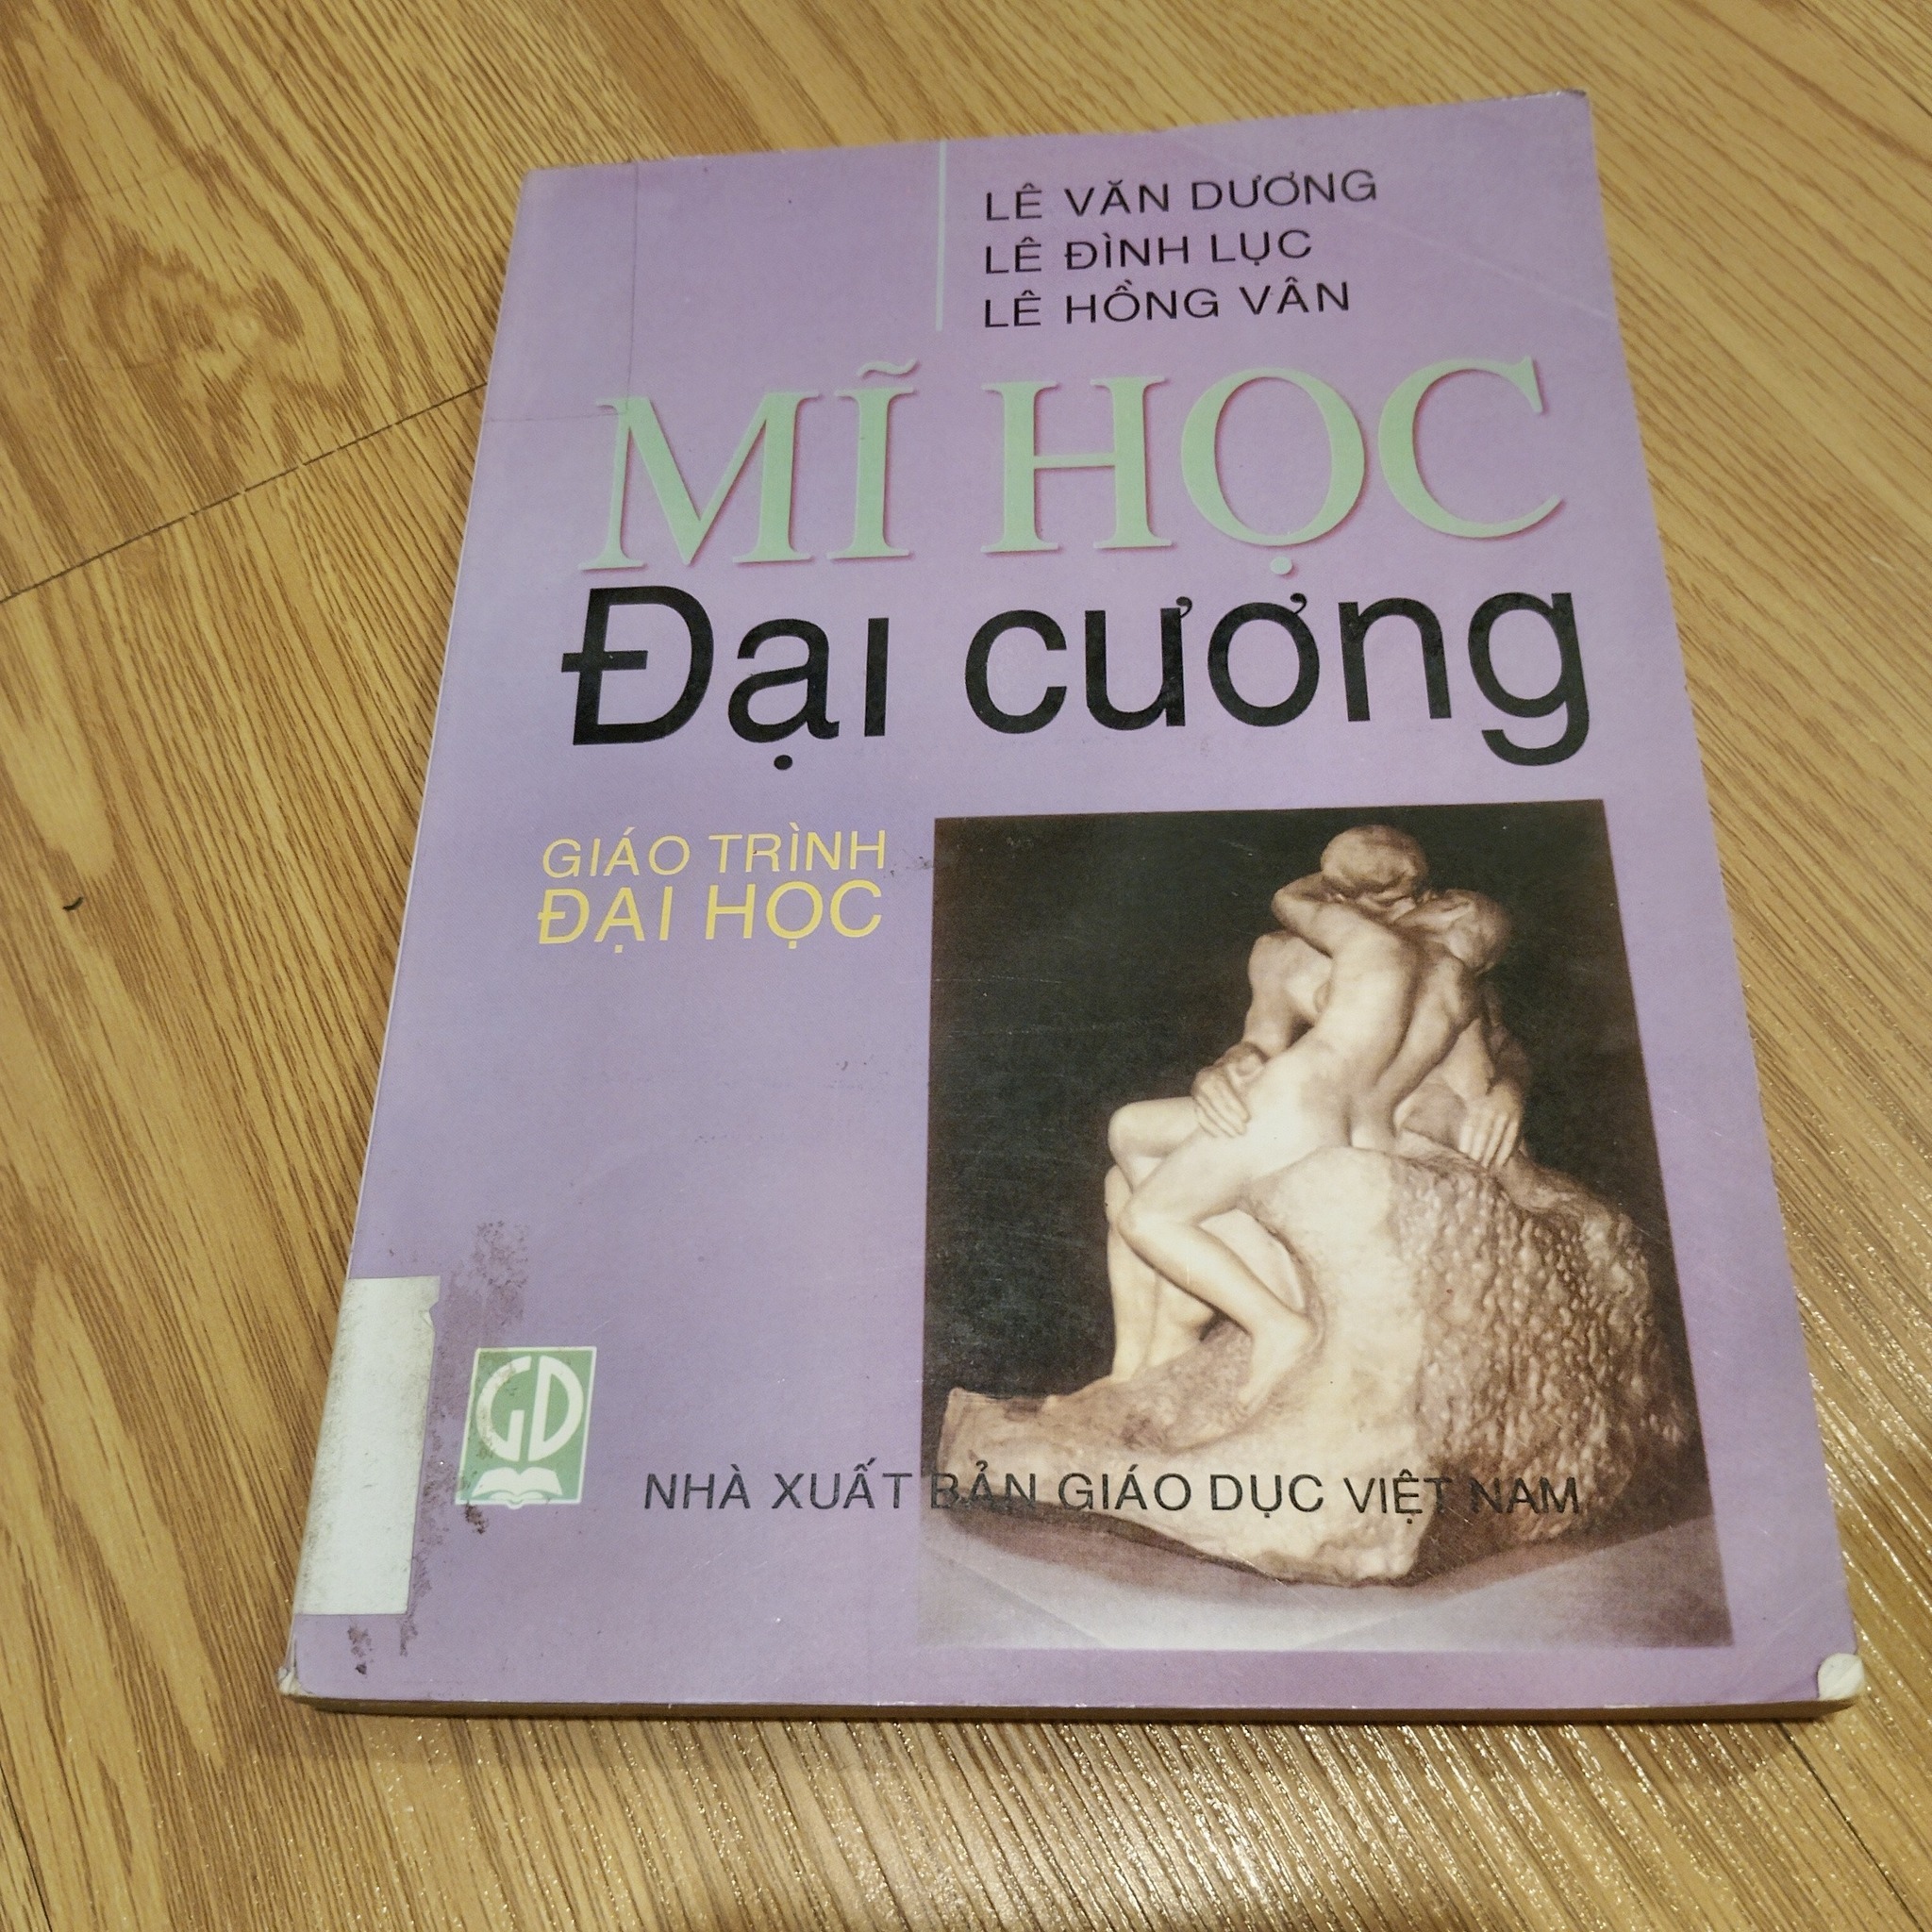 LÊ VĂN DƯƠNG
LÊ ĐÌNH LỤC
LÊ HỒNG VÂN
MĨ HỌC
Đại cương
GIÁO TRÌNH
ĐẠI HỌC
GD
NHÀ XUẤT BẢN GIÁO DỤC VIỆT NAM